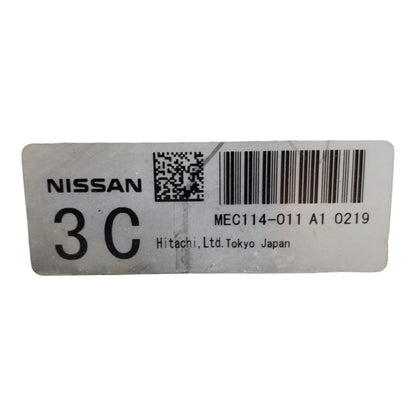 NISSAN
3C
MEC114-011 A1 0219
Hitachi,Ltd.Tokyo Japan